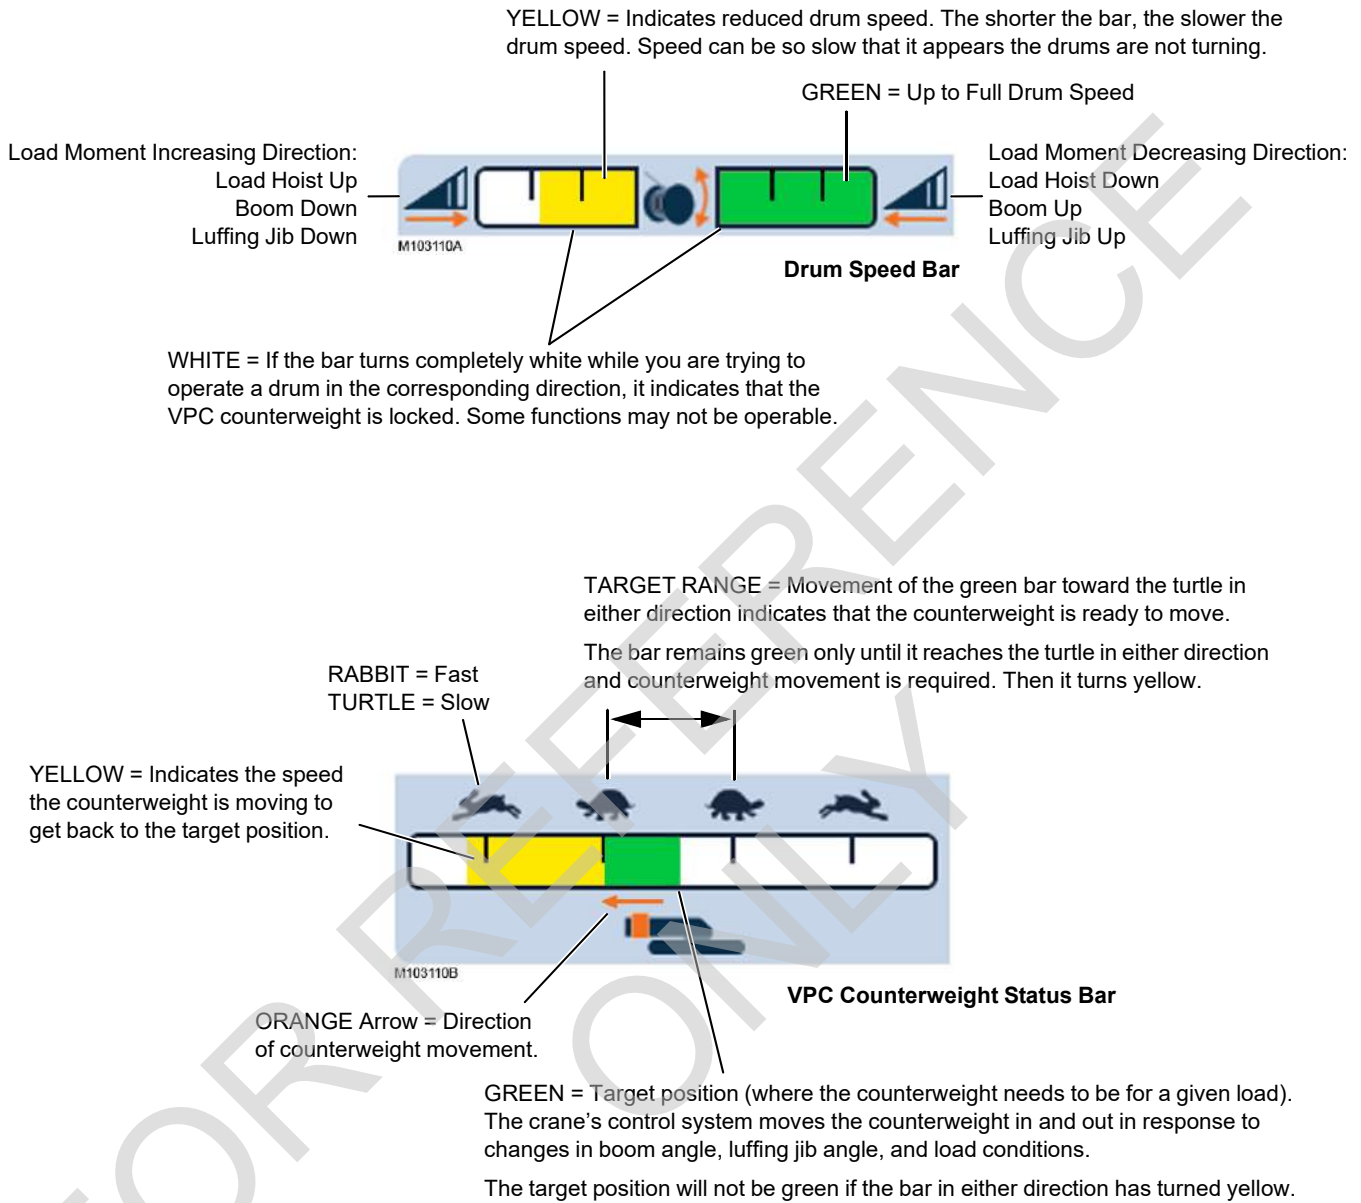 YELLOW = Indicates reduced drum speed. The shorter the bar, the slower the
drum speed. Speed can be so slow that it appears the drums are not turning.
GREEN = Up to Full Drum Speed
Load Moment Increasing Direction:
Load Hoist Up
Boom Down
Luffing Jib Down
Load Moment Decreasing Direction:
Load Hoist Down
Boom Up
Luffing Jib Up
M103110A
Drum Speed Bar
WHITE = If the bar turns completely white while you are trying to
operate a drum in the corresponding direction, it indicates that the
VPC counterweight is locked. Some functions may not be operable.
TARGET RANGE = Movement of the green bar toward the turtle in
either direction indicates that the counterweight is ready to move.
The bar remains green only until it reaches the turtle in either direction
and counterweight movement is required. Then it turns yellow.
RABBIT = Fast
TURTLE = Slow
YELLOW = Indicates the speed
the counterweight is moving to
get back to the target position.
M103110B
VPC Counterweight Status Bar
ORANGE Arrow = Direction
of counterweight movement.
GREEN = Target position (where the counterweight needs to be for a given load).
The crane's control system moves the counterweight in and out in response to
changes in boom angle, luffing jib angle, and load conditions.
The target position will not be green if the bar in either direction has turned yellow.
FOR REFERENCE
ONLY